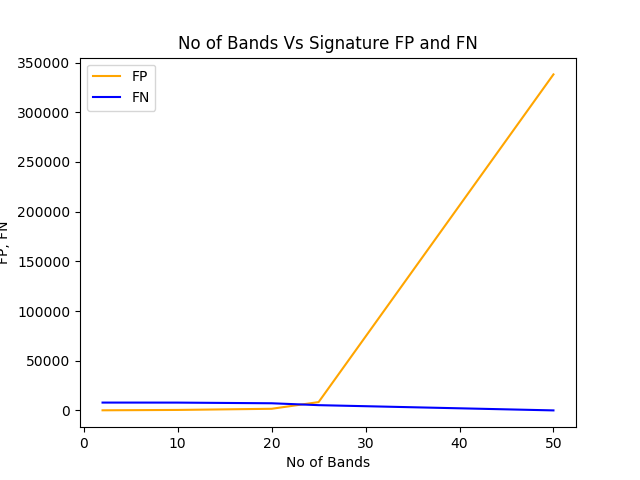 No of Bands Vs Signature FP and FN
FP
FN
350000
300000
250000
200000
150000
100000
50000
0
FP, FN
0 10 20 30 40 50
No of Bands